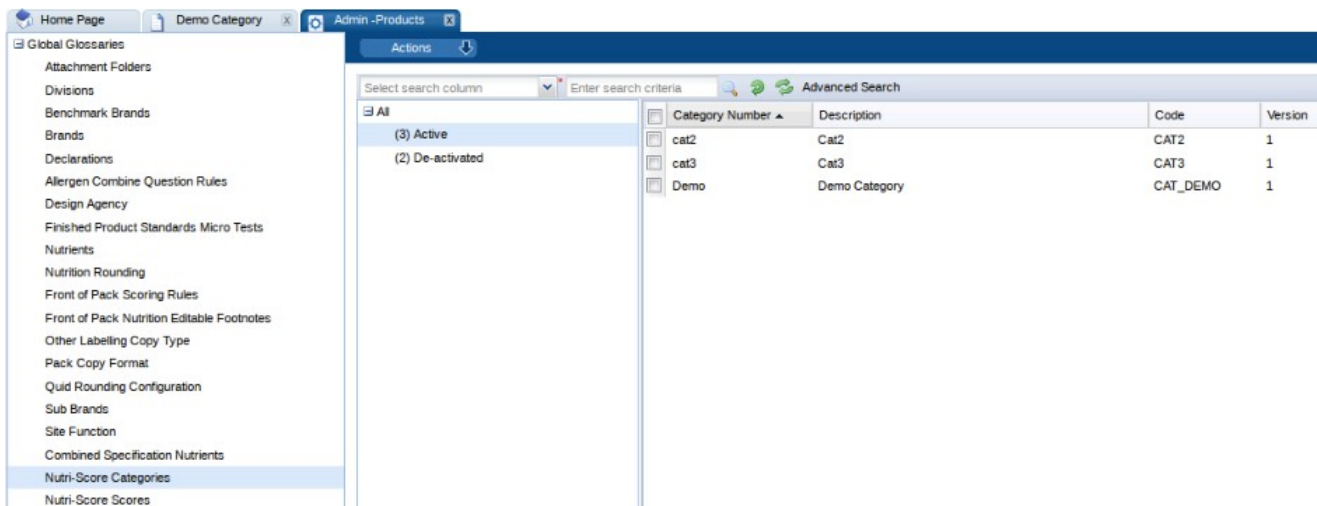 Home Page
Demo Category X
Admin -Products X
Global Glossaries
Attachment Folders
Divisions
Benchmark Brands
Brands
Declarations
Allergen Combine Question Rules
Design Agency
Finished Product Standards Micro Tests
Nutrients
Nutrition Rounding
Front of Pack Scoring Rules
Front of Pack Nutrition Editable Footnotes
Other Labelling Copy Type
Pack Copy Format
Quid Rounding Configuration
Sub Brands
Site Function
Combined Specification Nutrients
Nutri-Score Categories
Nutri-Score Scores
Actions
Select search column * Enter search criteria Advanced Search
All
(3) Active
(2) De-activated
Category Number Description Code Version
cat2 Cat2 CAT2 1
cat3 Cat3 CAT3 1
Demo Demo Category CAT_DEMO 1